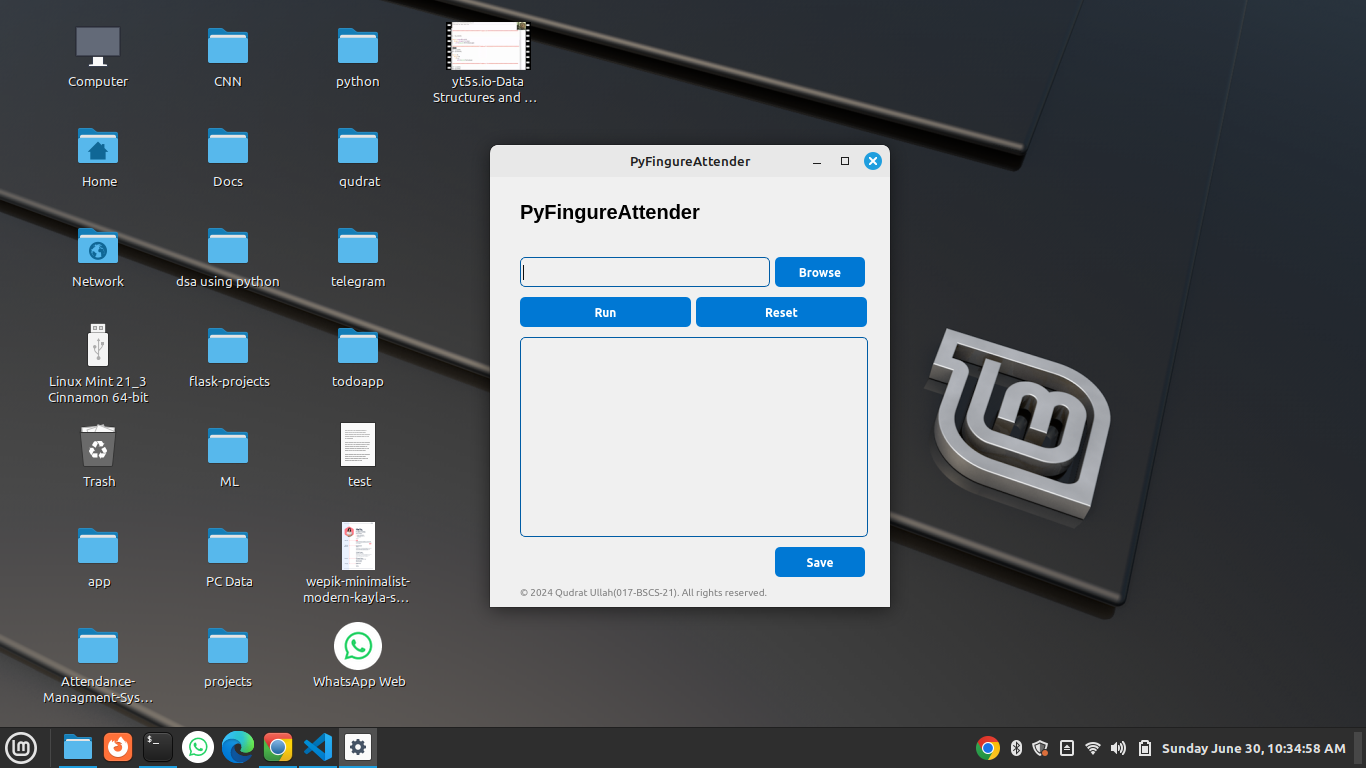 Computer
CNN
python
yt5s.io-Data
Structures and ...
Home
Docs
qudrat
Network
dsa using python
telegram
Linux Mint 21_3
Cinnamon 64-bit
flask-projects
todoapp
Trash
ML
test
app
PC Data
wepik-minimalist-
modern-kayla-s...
Attendance-
Managment-Sys...
projects
WhatsApp Web
PyFingureAttender
PyFingureAttender
Browse
Run
Reset
Save
© 2024 Qudrat Ullah(017-BSCS-21). All rights reserved.
$_
Sunday June 30, 10:34:58 AM